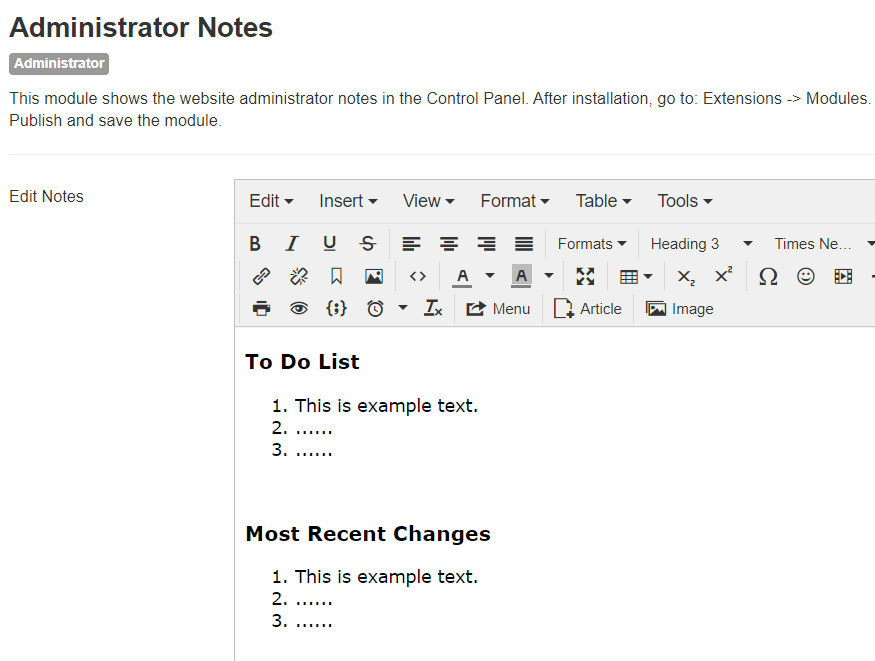 Administrator Notes
Administrator
This module shows the website administrator notes in the Control Panel. After installation, go to: Extensions -> Modules.
Publish and save the module.
Edit Notes
Edit Insert View Format Table Tools
B I U S Formats Heading 3 Times Ne...
<> A A X₂ X² Ω
{;} Tx Menu Article Image
To Do List
1. This is example text.
2. ......
3. ......
Most Recent Changes
1. This is example text.
2. ......
3. ......